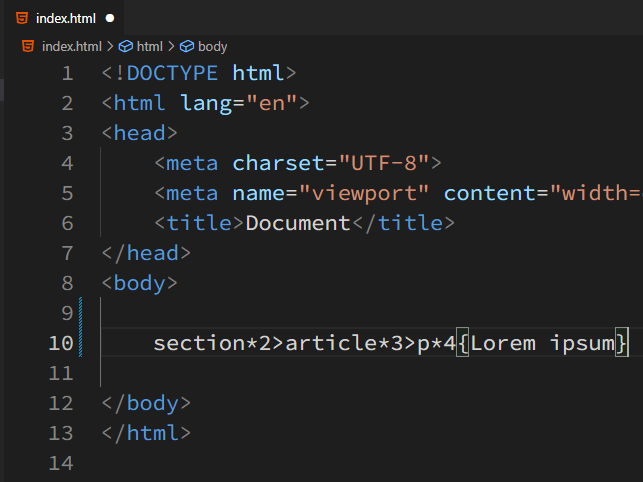 index.html
index.html > html > body
1 <!DOCTYPE html>
2 <html lang="en">
3 <head>
4 <meta charset="UTF-8">
5 <meta name="viewport" content="width=
6 <title>Document</title>
7 </head>
8 <body>
9
10 section*2>article*3>p*4{Lorem ipsum}
11
12 </body>
13 </html>
14